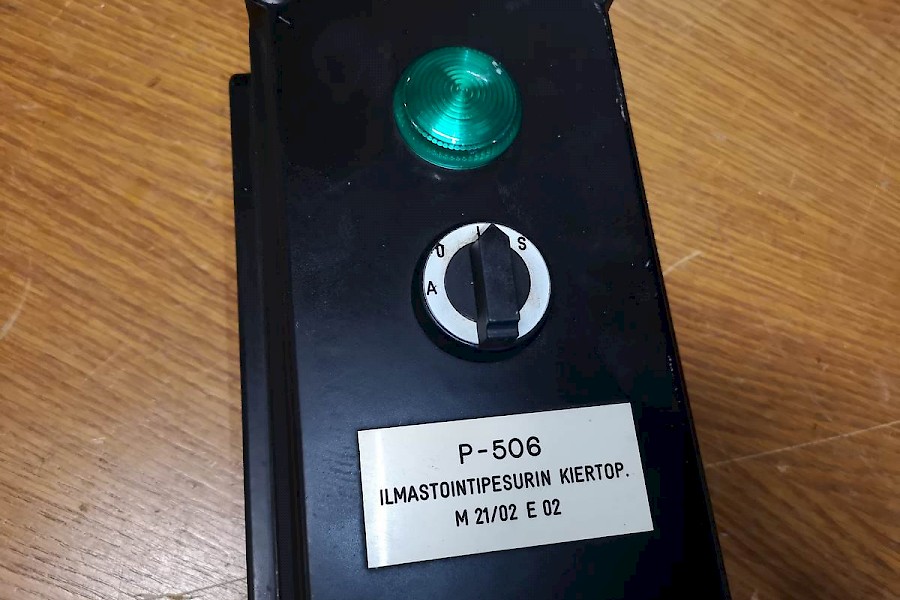 A 0 I S
P-506
ILMASTOINTIPESURIN KIERTOP.
M 21/02 E 02